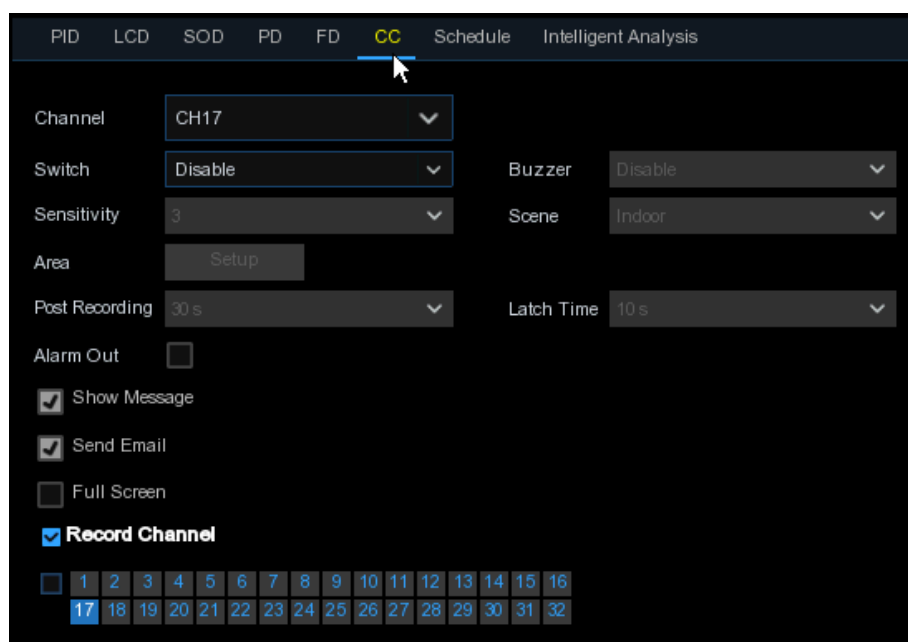 PID LCD SOD PD FD CC Schedule Intelligent Analysis
Channel CH17
Switch Disable Buzzer Disable
Sensitivity 3 Scene Indoor
Area Setup
Post Recording 30 s Latch Time 10 s
Alarm Out
Show Message
Send Email
Full Screen
Record Channel
1 2 3 4 5 6 7 8 9 10 11 12 13 14 15 16
17 18 19 20 21 22 23 24 25 26 27 28 29 30 31 32